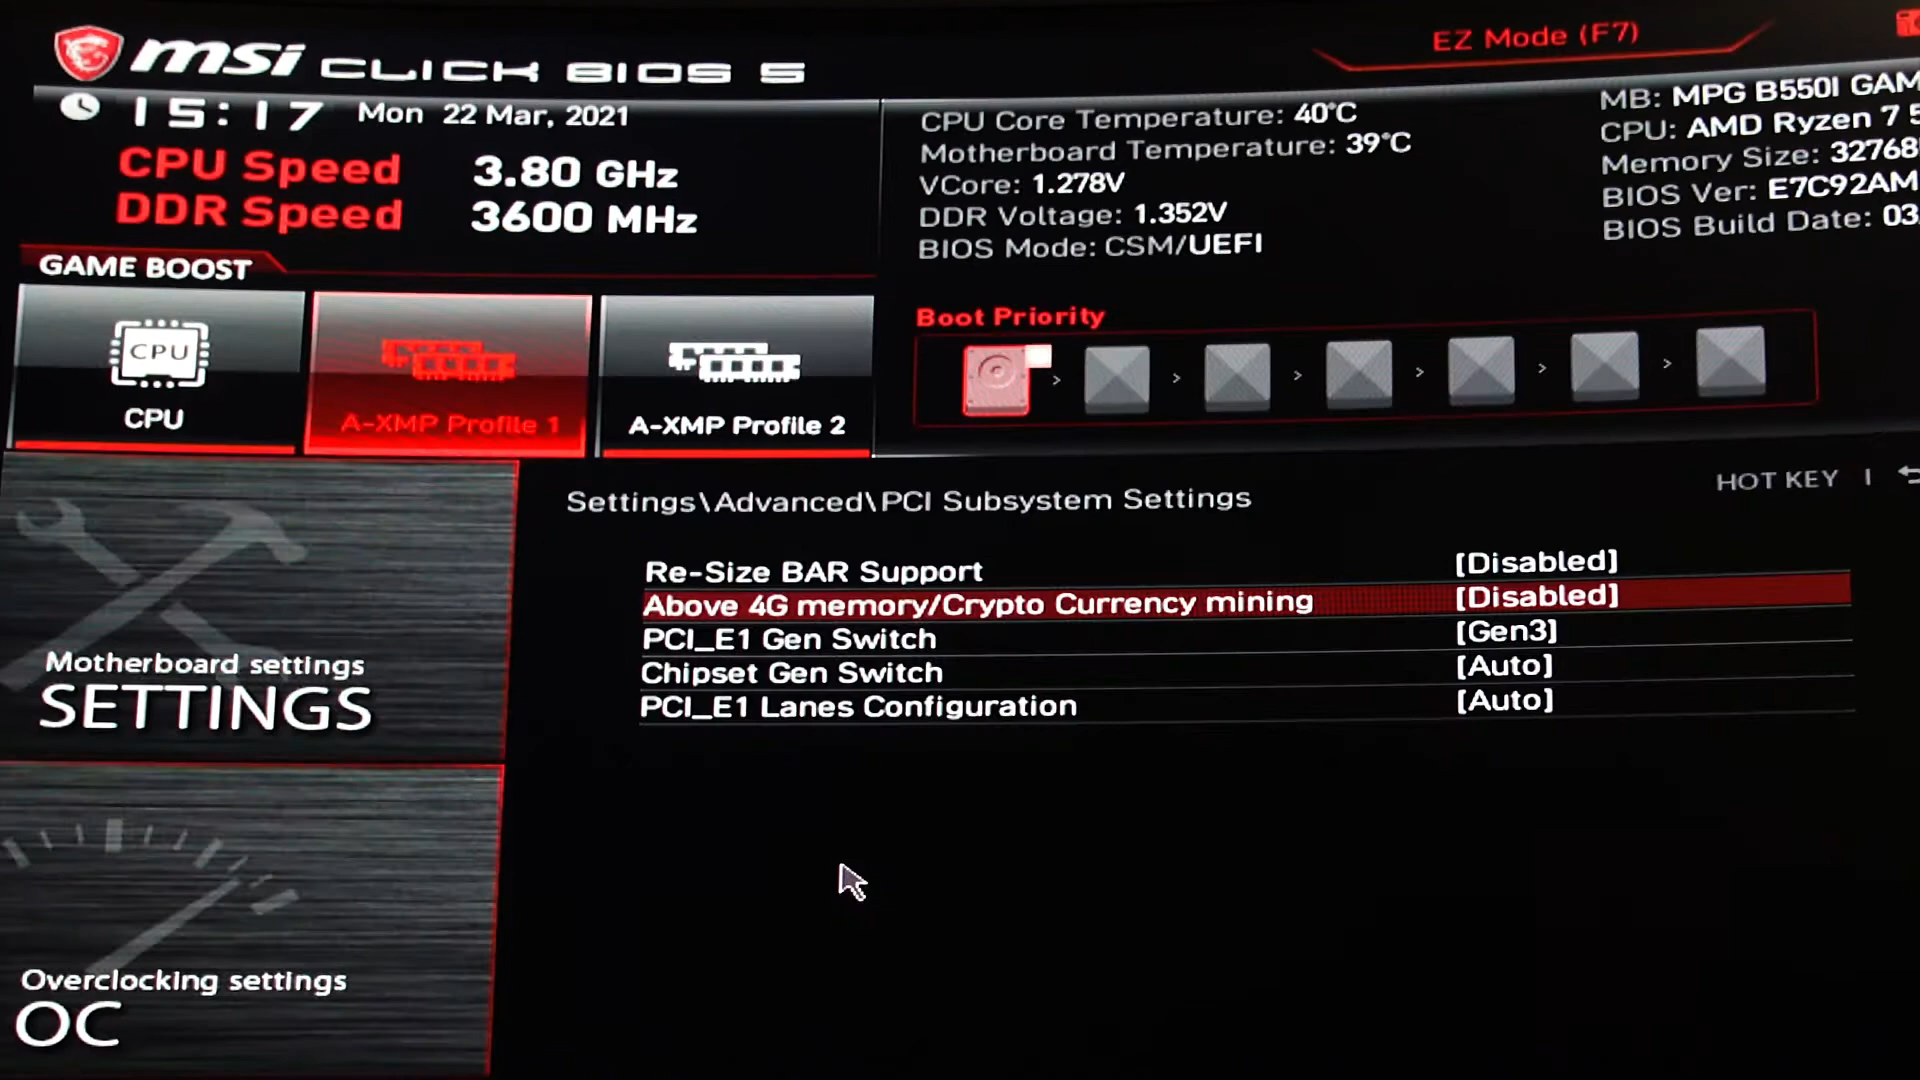 msi CLICK BIOS 5
EZ Mode (F7)
15:17 Mon 22 Mar, 2021
CPU Speed 3.80 GHz
DDR Speed 3600 MHz
CPU Core Temperature: 40°C
Motherboard Temperature: 39°C
VCore: 1.278V
DDR Voltage: 1.352V
BIOS Mode: CSM/UEFI
MB: MPG B550I GAM
CPU: AMD Ryzen 7 5
Memory Size: 32768
BIOS Ver: E7C92AM
BIOS Build Date: 03
GAME BOOST
CPU
CPU
A-XMP Profile 1
A-XMP Profile 2
Boot Priority
HOT KEY |
Settings\Advanced\PCI Subsystem Settings
Re-Size BAR Support [Disabled]
Above 4G memory/Crypto Currency mining [Disabled]
PCI_E1 Gen Switch [Gen3]
Chipset Gen Switch [Auto]
PCI_E1 Lanes Configuration [Auto]
Motherboard settings
SETTINGS
Overclocking settings
OC